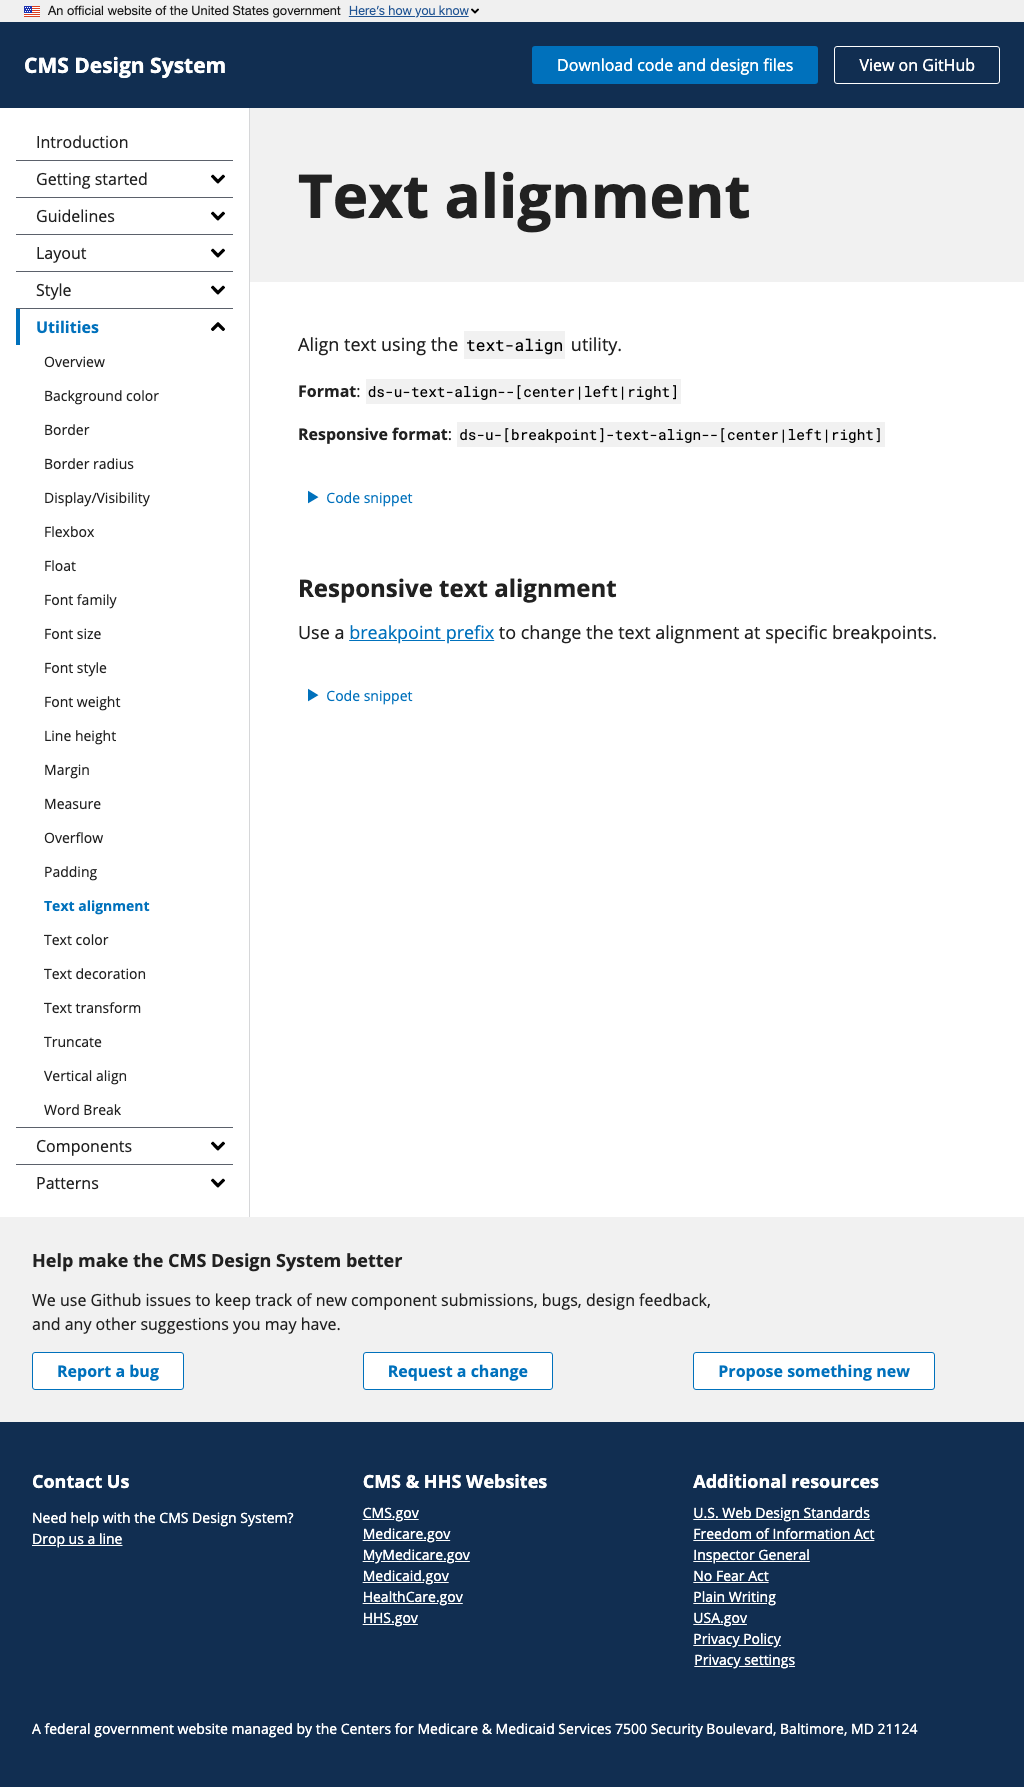 An official website of the United States government Here's how you know
CMS Design System
Download code and design files
View on GitHub
Introduction
Getting started
Guidelines
Layout
Style
Utilities
Overview
Background color
Border
Border radius
Display/Visibility
Flexbox
Float
Font family
Font size
Font style
Font weight
Line height
Margin
Measure
Overflow
Padding
Text alignment
Text color
Text decoration
Text transform
Truncate
Vertical align
Word Break
Components
Patterns
Text alignment
Align text using the text-align utility.
Format: ds-u-text-align--[center|left|right]
Responsive format: ds-u-[breakpoint]-text-align--[center|left|right]
Code snippet
Responsive text alignment
Use a breakpoint prefix to change the text alignment at specific breakpoints.
Code snippet
Help make the CMS Design System better
We use Github issues to keep track of new component submissions, bugs, design feedback,
and any other suggestions you may have.
Report a bug
Request a change
Propose something new
Contact Us
Need help with the CMS Design System?
Drop us a line
CMS & HHS Websites
CMS.gov
Medicare.gov
MyMedicare.gov
Medicaid.gov
HealthCare.gov
HHS.gov
Additional resources
U.S. Web Design Standards
Freedom of Information Act
Inspector General
No Fear Act
Plain Writing
USA.gov
Privacy Policy
Privacy settings
A federal government website managed by the Centers for Medicare & Medicaid Services 7500 Security Boulevard, Baltimore, MD 21124